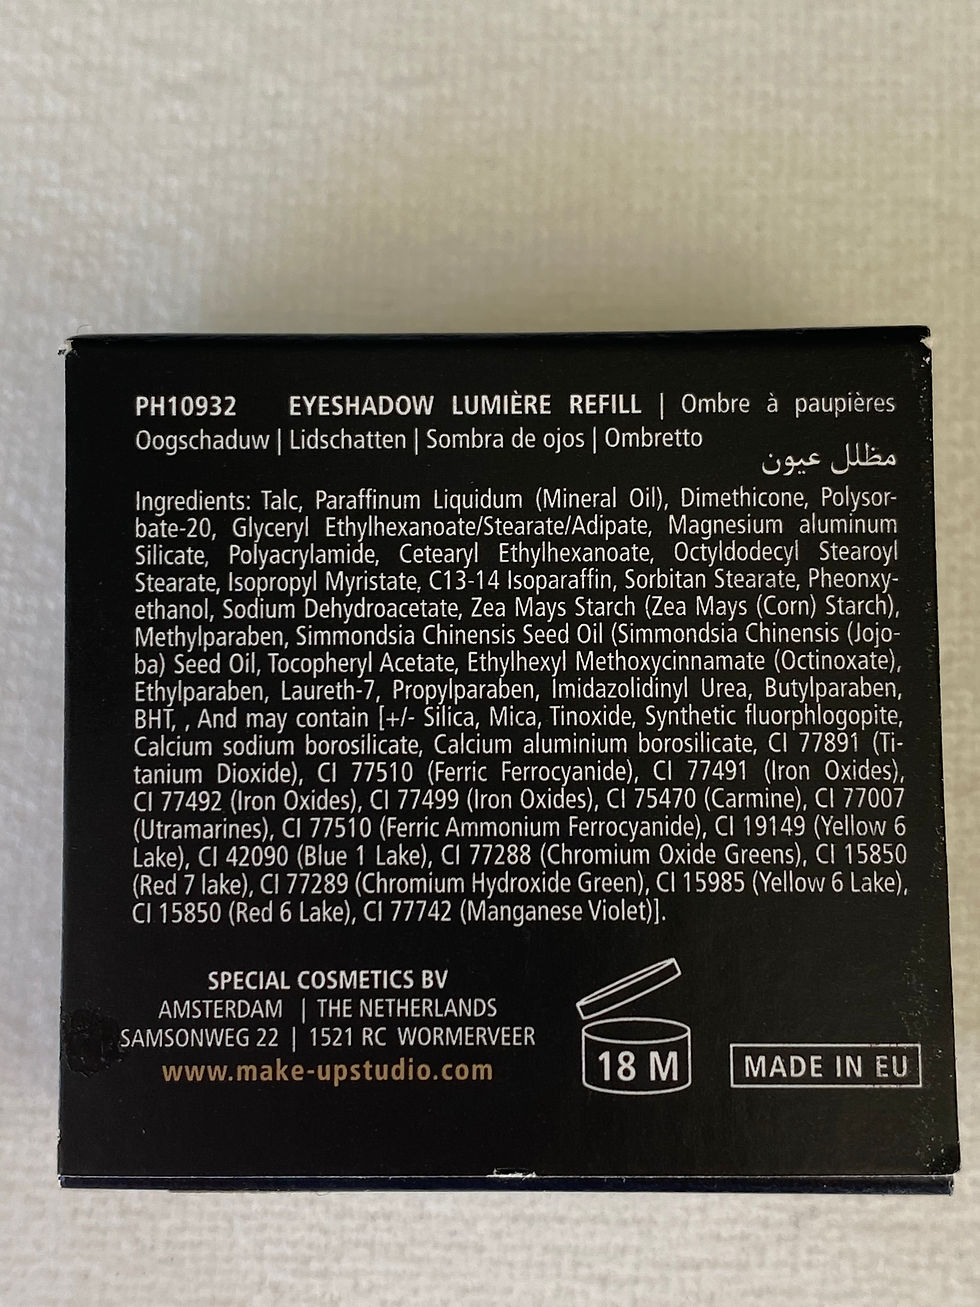 PH10932 EYESHADOW LUMIÈRE REFILL | Ombre à paupières
Oogschaduw | Lidschatten | Sombra de ojos | Ombretto
مظلل عيون
Ingredients: Talc, Paraffinum Liquidum (Mineral Oil), Dimethicone, Polysor-
bate-20, Glyceryl Ethylhexanoate/Stearate/Adipate, Magnesium aluminum
Silicate, Polyacrylamide, Cetearyl Ethylhexanoate, Octyldodecyl Stearoyl
Stearate, Isopropyl Myristate, C13-14 Isoparaffin, Sorbitan Stearate, Pheonxy-
ethanol, Sodium Dehydroacetate, Zea Mays Starch (Zea Mays (Corn) Starch),
Methylparaben, Simmondsia Chinensis Seed Oil (Simmondsia Chinensis (Jojo-
ba) Seed Oil, Tocopheryl Acetate, Ethylhexyl Methoxycinnamate (Octinoxate),
Ethylparaben, Laureth-7, Propylparaben, Imidazolidinyl Urea, Butylparaben,
BHT, , And may contain [+/- Silica, Mica, Tinoxide, Synthetic fluorphlogopite,
Calcium sodium borosilicate, Calcium aluminium borosilicate, CI 77891 (Ti-
tanium Dioxide), CI 77510 (Ferric Ferrocyanide), CI 77491 (Iron Oxides),
CI 77492 (Iron Oxides), CI 77499 (Iron Oxides), CI 75470 (Carmine), CI 77007
(Utramarines), CI 77510 (Ferric Ammonium Ferrocyanide), CI 19149 (Yellow 6
Lake), CI 42090 (Blue 1 Lake), CI 77288 (Chromium Oxide Greens), CI 15850
(Red 7 lake), CI 77289 (Chromium Hydroxide Green), CI 15985 (Yellow 6 Lake),
CI 15850 (Red 6 Lake), CI 77742 (Manganese Violet)].
SPECIAL COSMETICS BV
AMSTERDAM | THE NETHERLANDS
SAMSONWEG 22 | 1521 RC WORMERVEER
www.make-upstudio.com
18 M
MADE IN EU